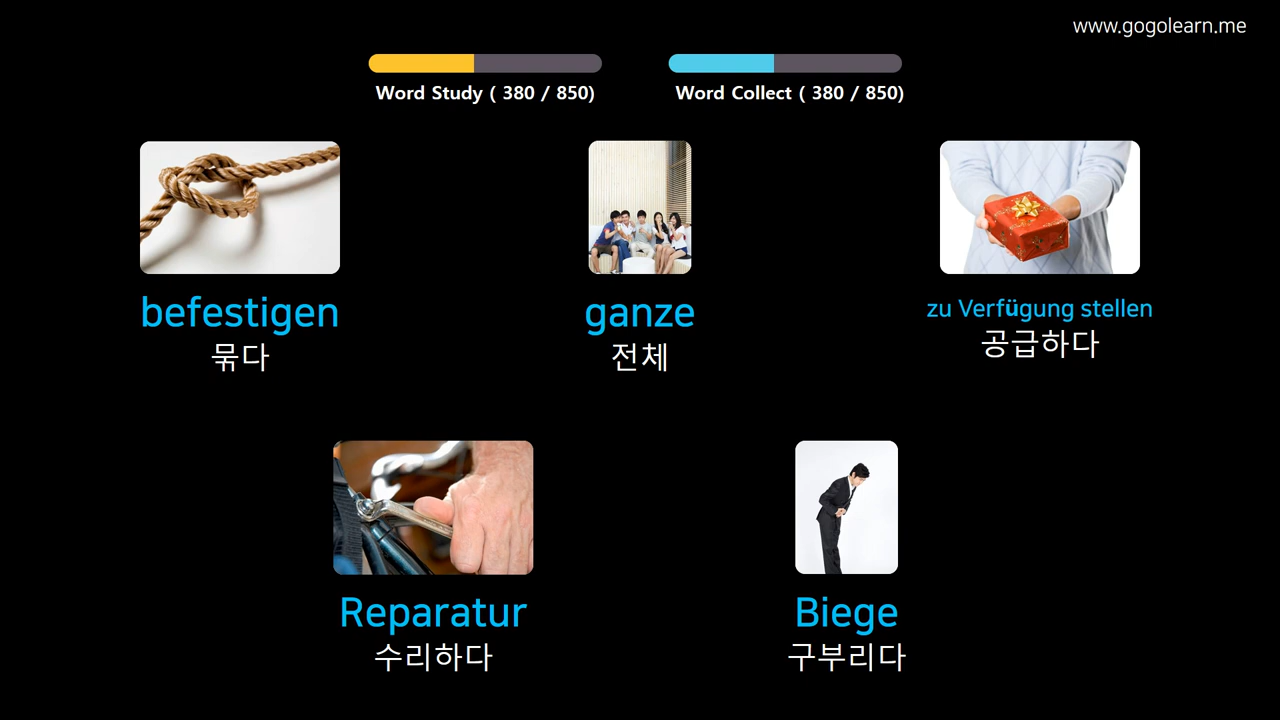 www.gogolearn.me
Word Study ( 380 / 850)
Word Collect ( 380 / 850)
befestigen
묶다
ganze
전체
zu Verfügung stellen
공급하다
Reparatur
수리하다
Biege
구부리다